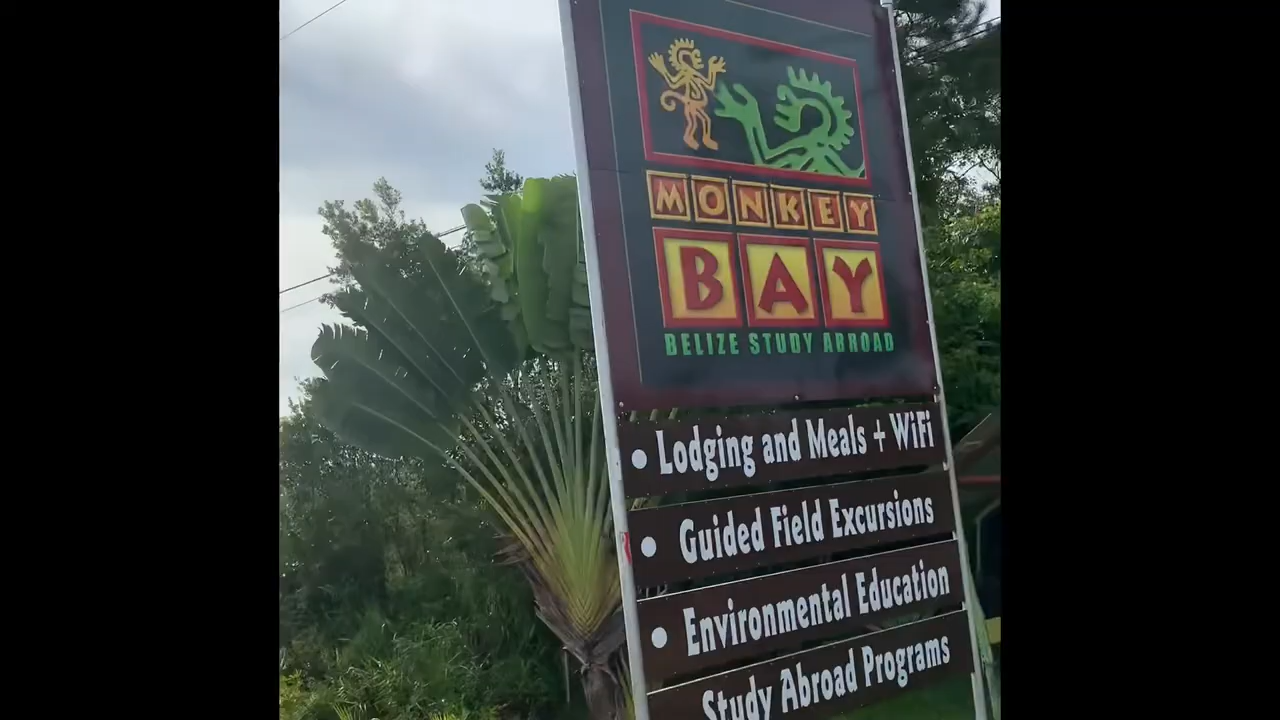 MONKEY
BAY
BELIZE STUDY ABROAD
• Lodging and Meals + WiFi
• Guided Field Excursions
• Environmental Education
Study Abroad Programs